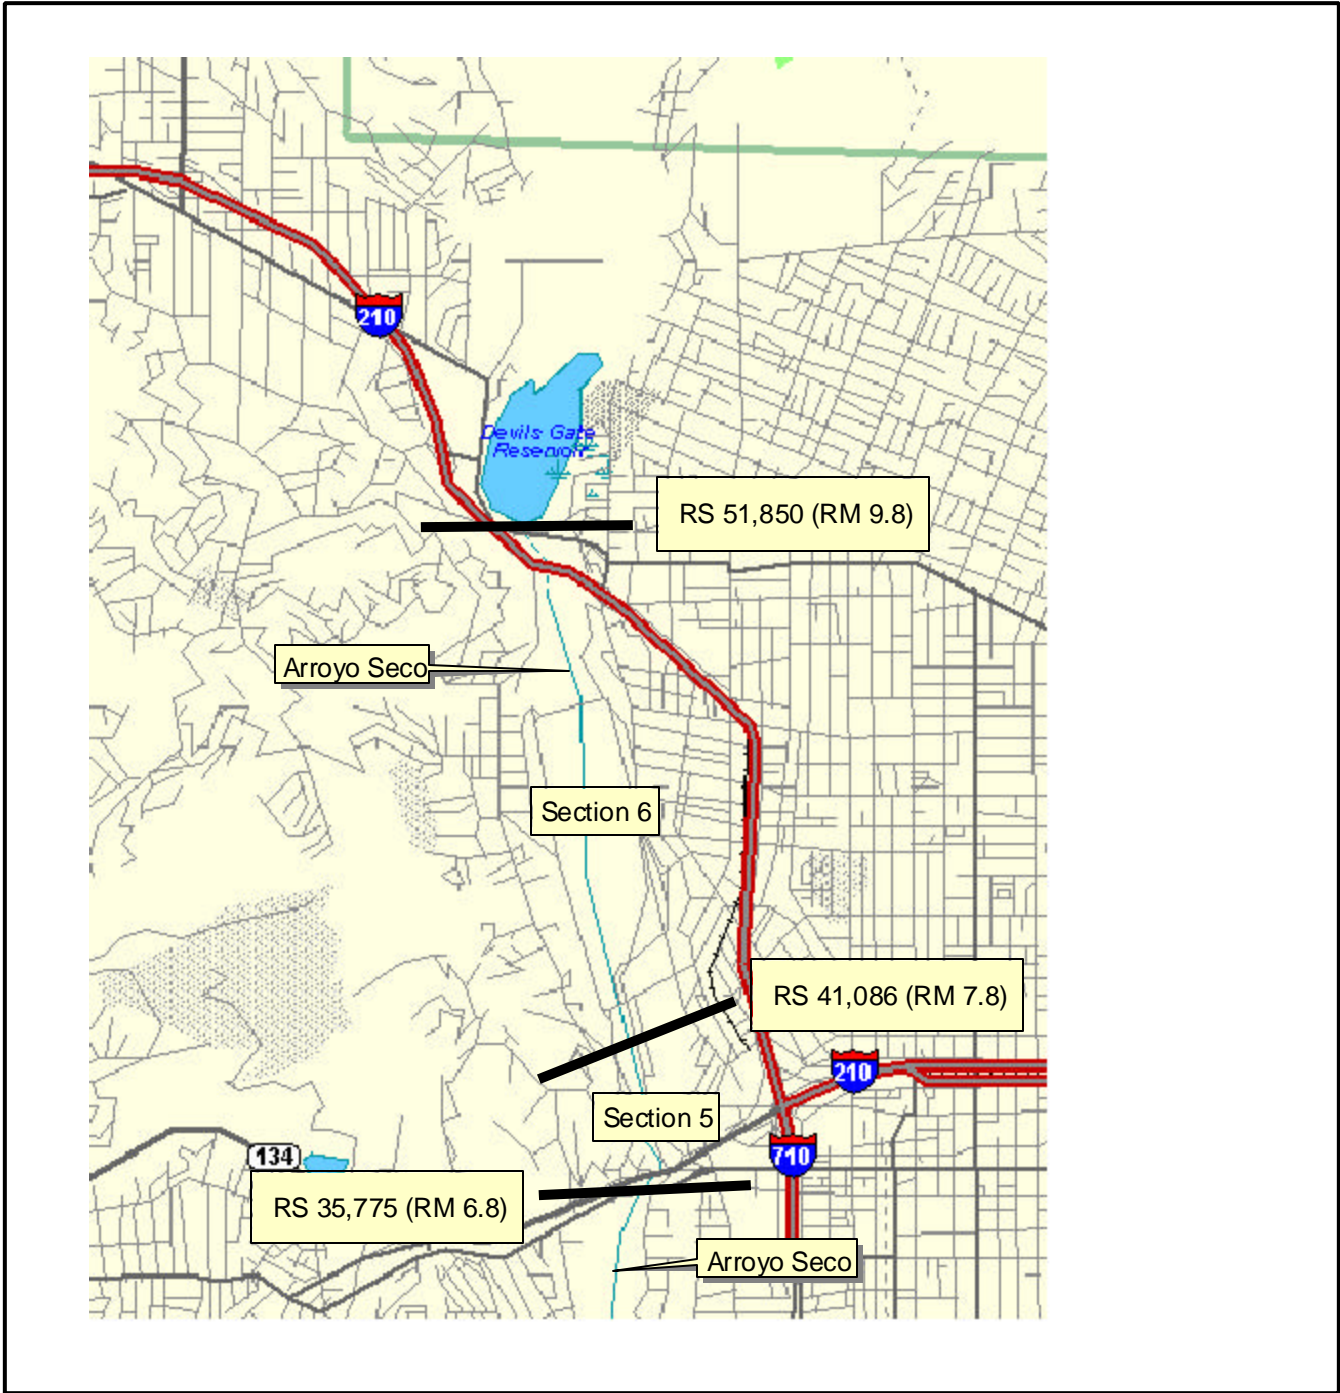 210
Devils Gate
Reservoir
RS 51,850 (RM 9.8)
Arroyo Seco
Section 6
RS 41,086 (RM 7.8)
210
Section 5
134
710
RS 35,775 (RM 6.8)
Arroyo Seco